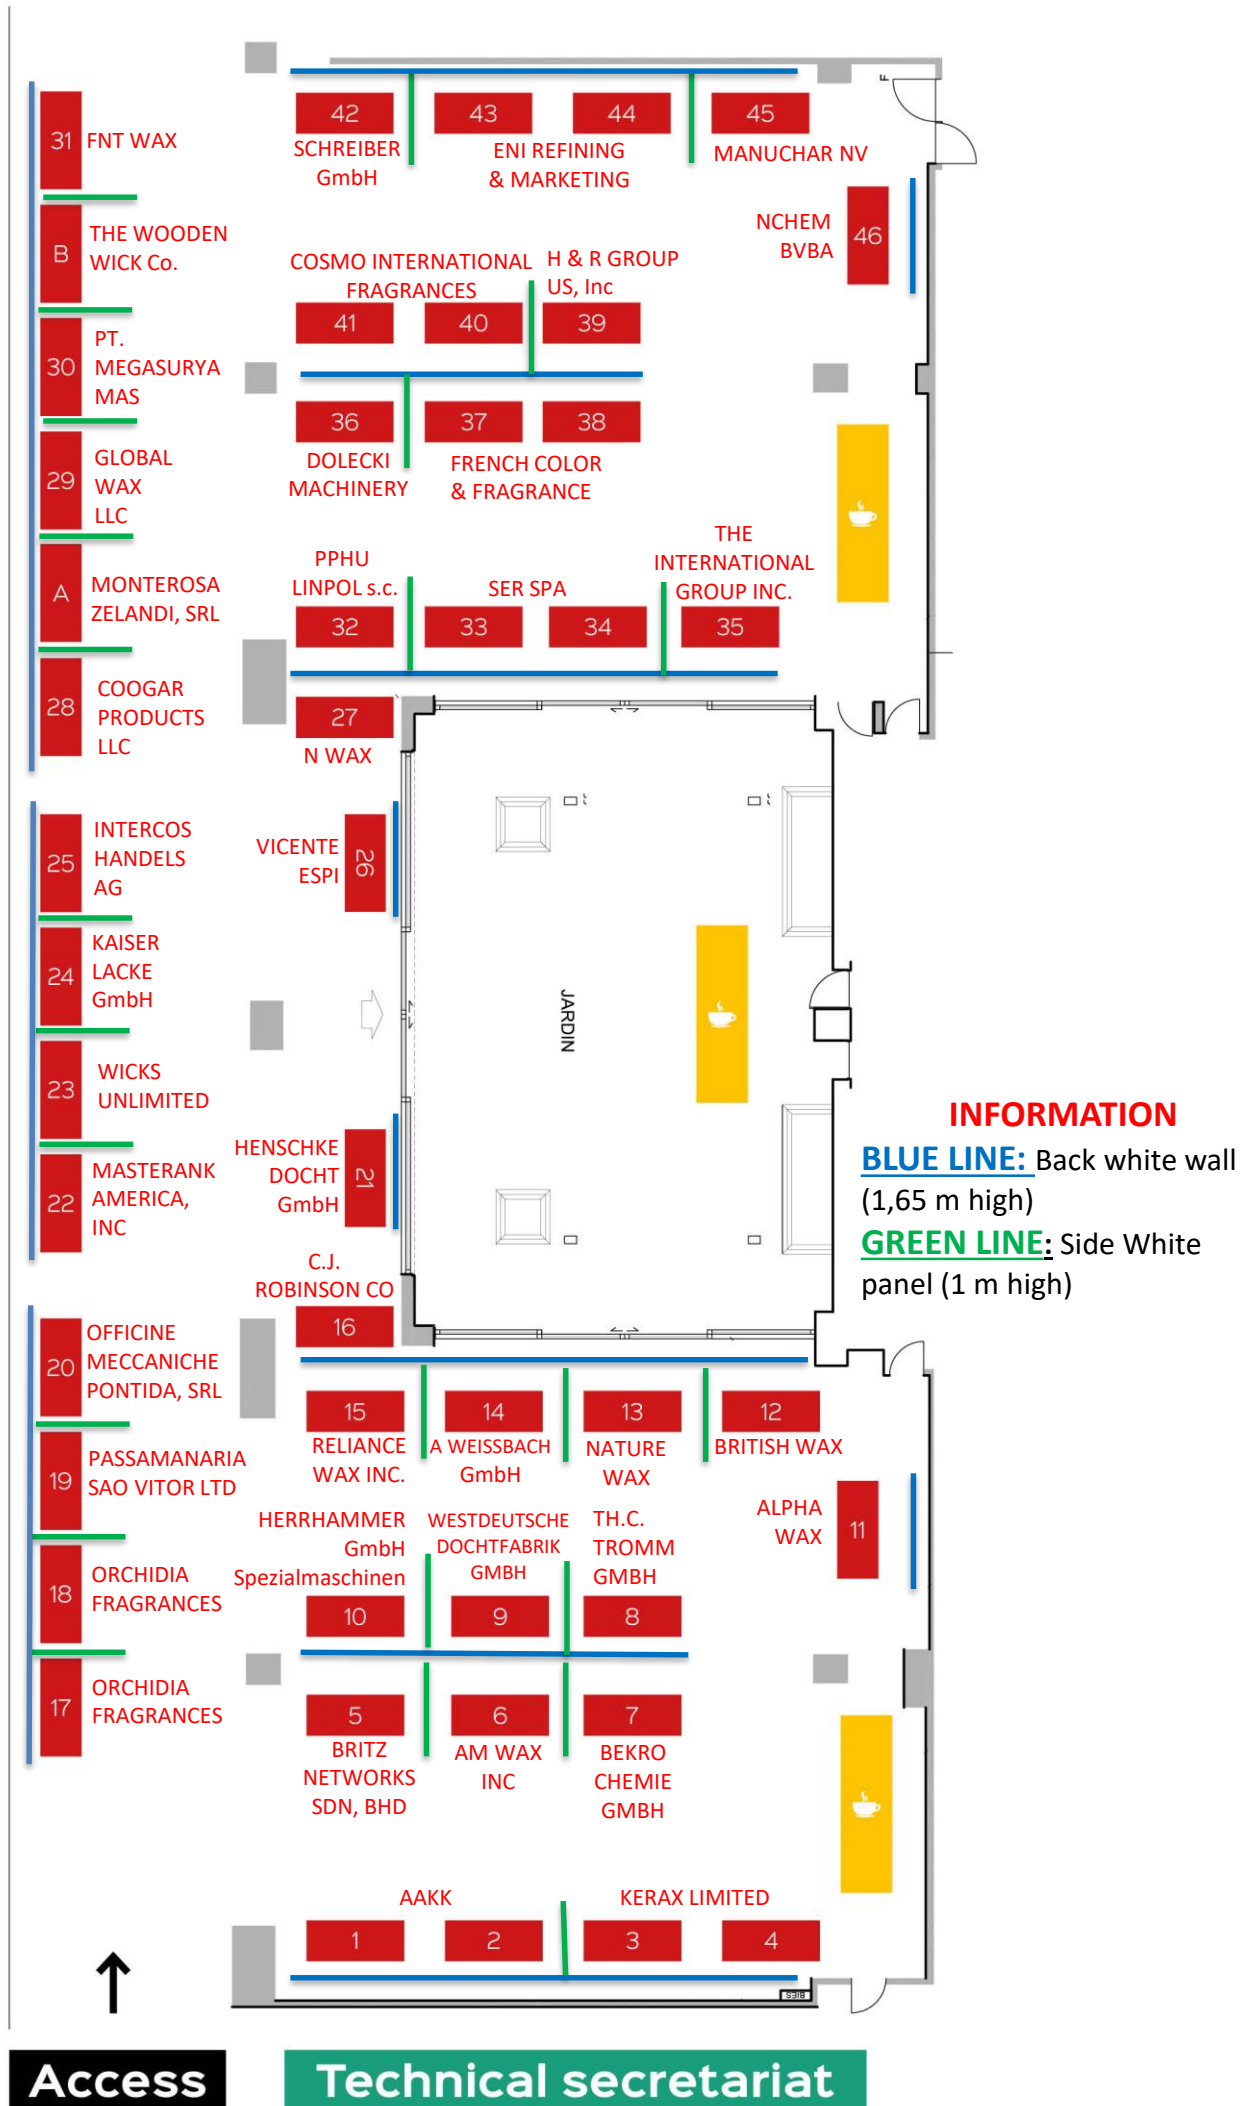 42
43
44
45
F
SCHREIBER
GmbH
ENI REFINING
& MARKETING
MANUCHAR NV
31
FNT WAX
B
THE WOODEN
WICK Co.
NCHEM
BVBA
46
COSMO INTERNATIONAL
FRAGRANCES
H & R GROUP
US, Inc
41
40
39
30
PT.
MEGASURYA
MAS
36
37
38
DOLECKI
MACHINERY
FRENCH COLOR
& FRAGRANCE
29
GLOBAL
WAX
LLC
A
MONTEROSA
ZELANDI, SRL
PPHU
LINPOL s.c.
SER SPA
THE
INTERNATIONAL
GROUP INC.
32
33
34
35
28
COOGAR
PRODUCTS
LLC
27
N WAX
25
INTERCOS
HANDELS
AG
VICENTE
ESPI
26
24
KAISER
LACKE
GmbH
JARDIN
23
WICKS
UNLIMITED
22
MASTERANK
AMERICA,
INC
HENSCHKE
DOCHT
GmbH
21
INFORMATION
BLUE LINE: Back white wall
(1,65 m high)
GREEN LINE: Side White
panel (1 m high)
C.J.
ROBINSON CO
16
20
OFFICINE
MECCANICHE
PONTIDA, SRL
15
14
13
12
RELIANCE
WAX INC.
A WEISSBACH
GmbH
NATURE
WAX
BRITISH WAX
19
PASSAMANARIA
SAO VITOR LTD
ALPHA
WAX
11
HERRHAMMER
GmbH
Spezialmaschinen
WESTDEUTSCHE
DOCHTFABRIK
GMBH
TH.C.
TROMM
GMBH
18
ORCHIDIA
FRAGRANCES
10
9
8
17
ORCHIDIA
FRAGRANCES
5
6
7
BRITZ
NETWORKS
SDN, BHD
AM WAX
INC
BEKRO
CHEMIE
GMBH
AAKK
KERAX LIMITED
1
2
3
4
BIES
Access
Technical secretariat